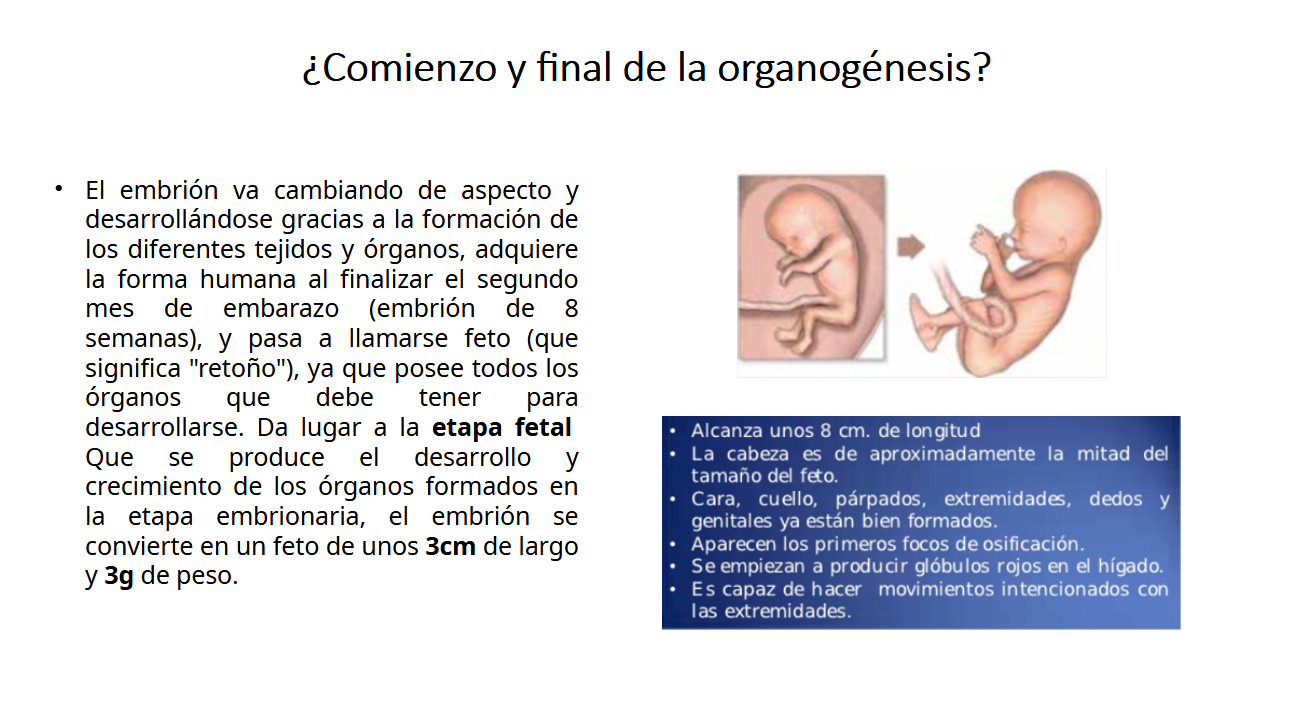 ¿Comienzo y final de la organogénesis?
• El embrión va cambiando de aspecto y
desarrollándose gracias a la formación de
los diferentes tejidos y órganos, adquiere
la forma humana al finalizar el segundo
mes de embarazo (embrión de 8
semanas), y pasa a llamarse feto (que
significa "retoño"), ya que posee todos los
órganos que debe tener para
desarrollarse. Da lugar a la etapa fetal
Que se produce el desarrollo y
crecimiento de los órganos formados en
la etapa embrionaria, el embrión se
convierte en un feto de unos 3cm de largo
y 3g de peso.
• Alcanza unos 8 cm. de longitud
• La cabeza es de aproximadamente la mitad del
tamaño del feto.
• Cara, cuello, párpados, extremidades, dedos y
genitales ya están bien formados.
• Aparecen los primeros focos de osificación.
• Se empiezan a producir glóbulos rojos en el hígado.
• Es capaz de hacer movimientos intencionados con
las extremidades.